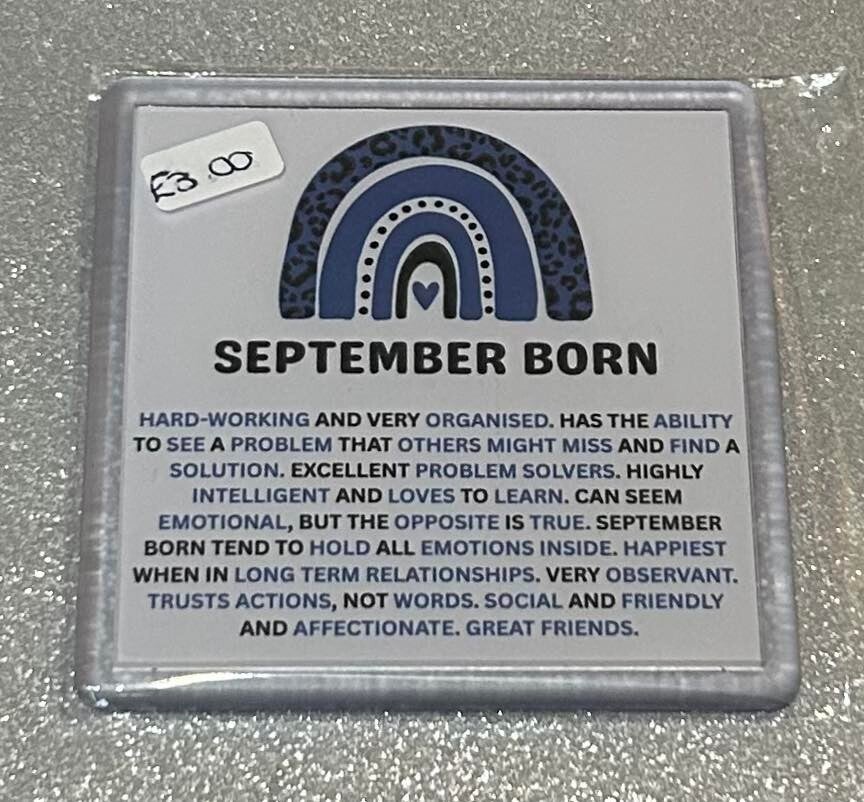 £3.00
SEPTEMBER BORN
HARD-WORKING AND VERY ORGANISED. HAS THE ABILITY
TO SEE A PROBLEM THAT OTHERS MIGHT MISS AND FIND A
SOLUTION. EXCELLENT PROBLEM SOLVERS. HIGHLY
INTELLIGENT AND LOVES TO LEARN. CAN SEEM
EMOTIONAL, BUT THE OPPOSITE IS TRUE. SEPTEMBER
BORN TEND TO HOLD ALL EMOTIONS INSIDE. HAPPIEST
WHEN IN LONG TERM RELATIONSHIPS. VERY OBSERVANT.
TRUSTS ACTIONS, NOT WORDS. SOCIAL AND FRIENDLY
AND AFFECTIONATE. GREAT FRIENDS.